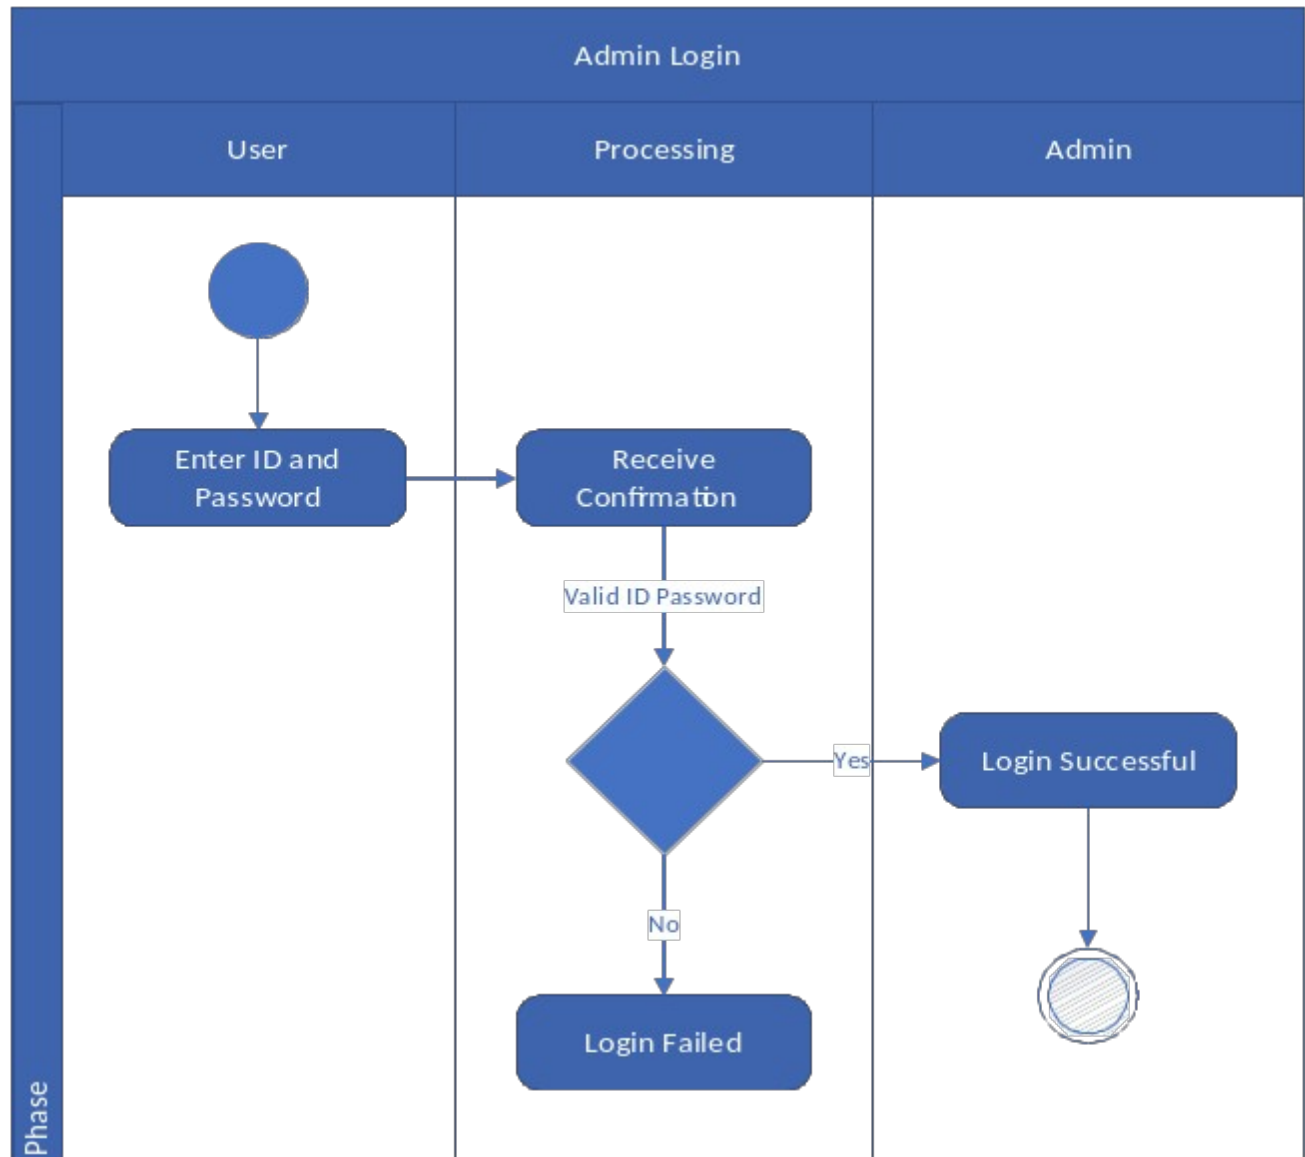 Admin Login
User
Processing
Admin
Enter ID and
Password
Receive
Confirmation
Valid ID Password
Yes
Login Successful
No
Login Failed
Phase